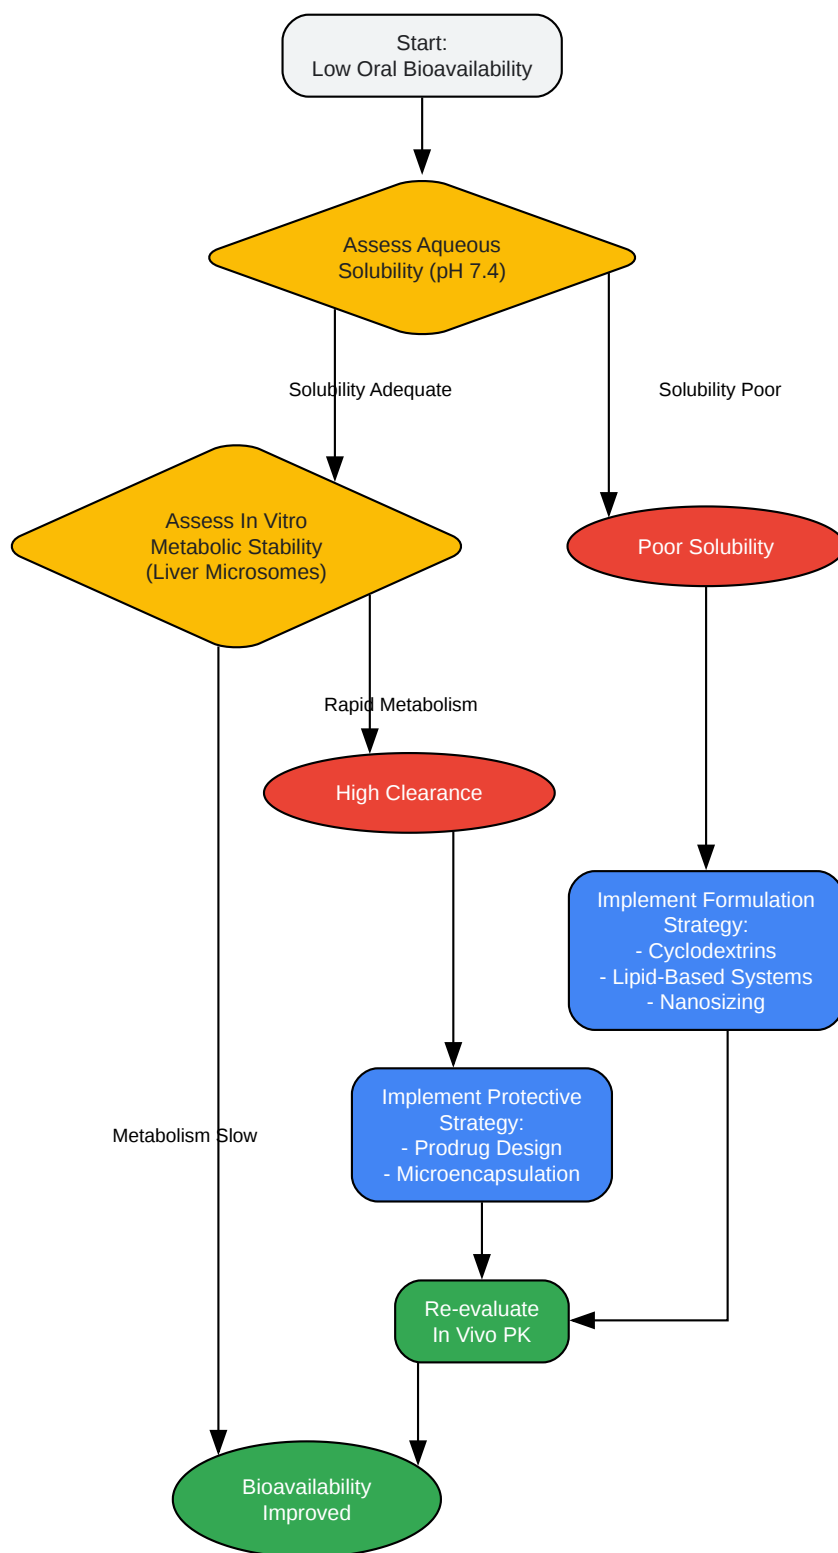 Start:
Low Oral Bioavailability
Assess Aqueous
Solubility (pH 7.4)
Solubility Adequate
Solubility Poor
Assess In Vitro
Metabolic Stability
(Liver Microsomes)
Poor Solubility
Rapid Metabolism
High Clearance
Implement Formulation
Strategy:
- Cyclodextrins
- Lipid-Based Systems
- Nanosizing
Implement Protective
Strategy:
- Prodrug Design
- Microencapsulation
Metabolism Slow
Re-evaluate
In Vivo PK
Bioavailability
Improved